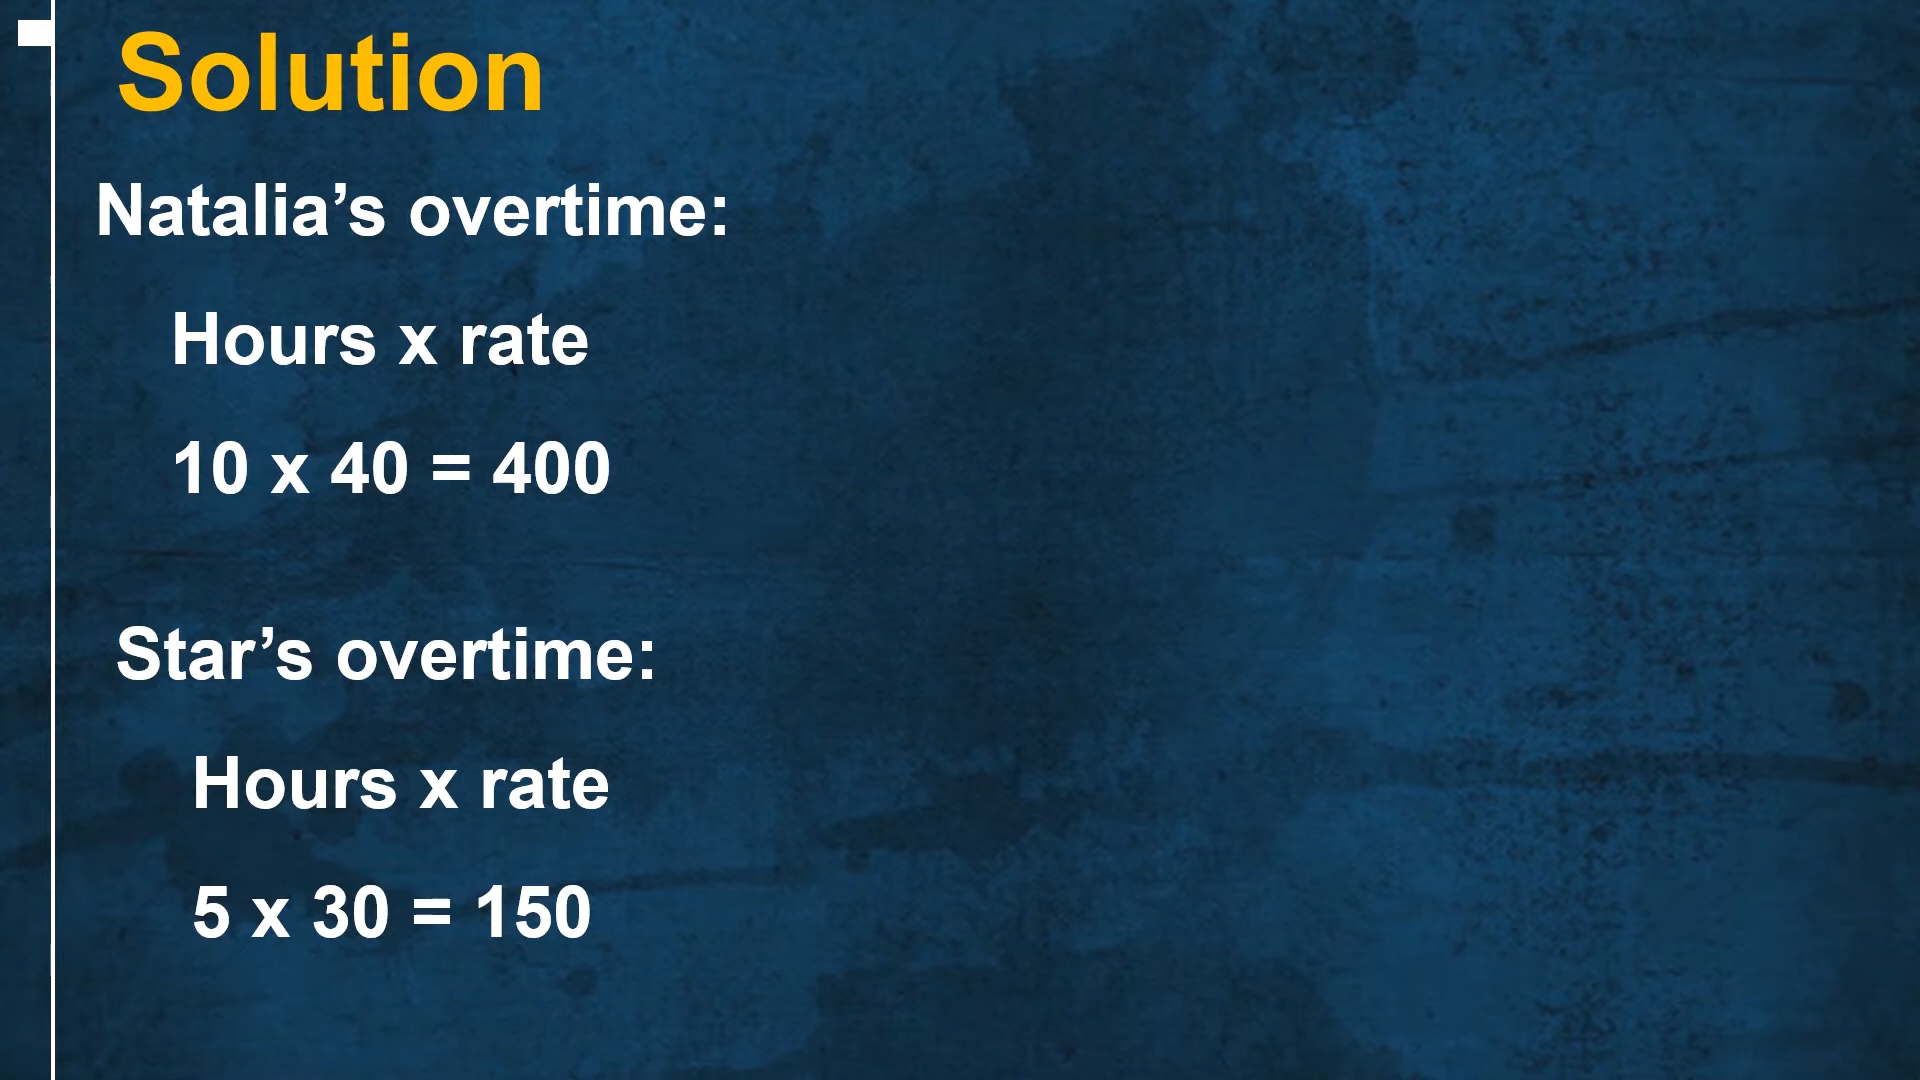 Solution
Natalia’s overtime:
Hours x rate
10 x 40 = 400
Star’s overtime:
Hours x rate
5 x 30 = 150